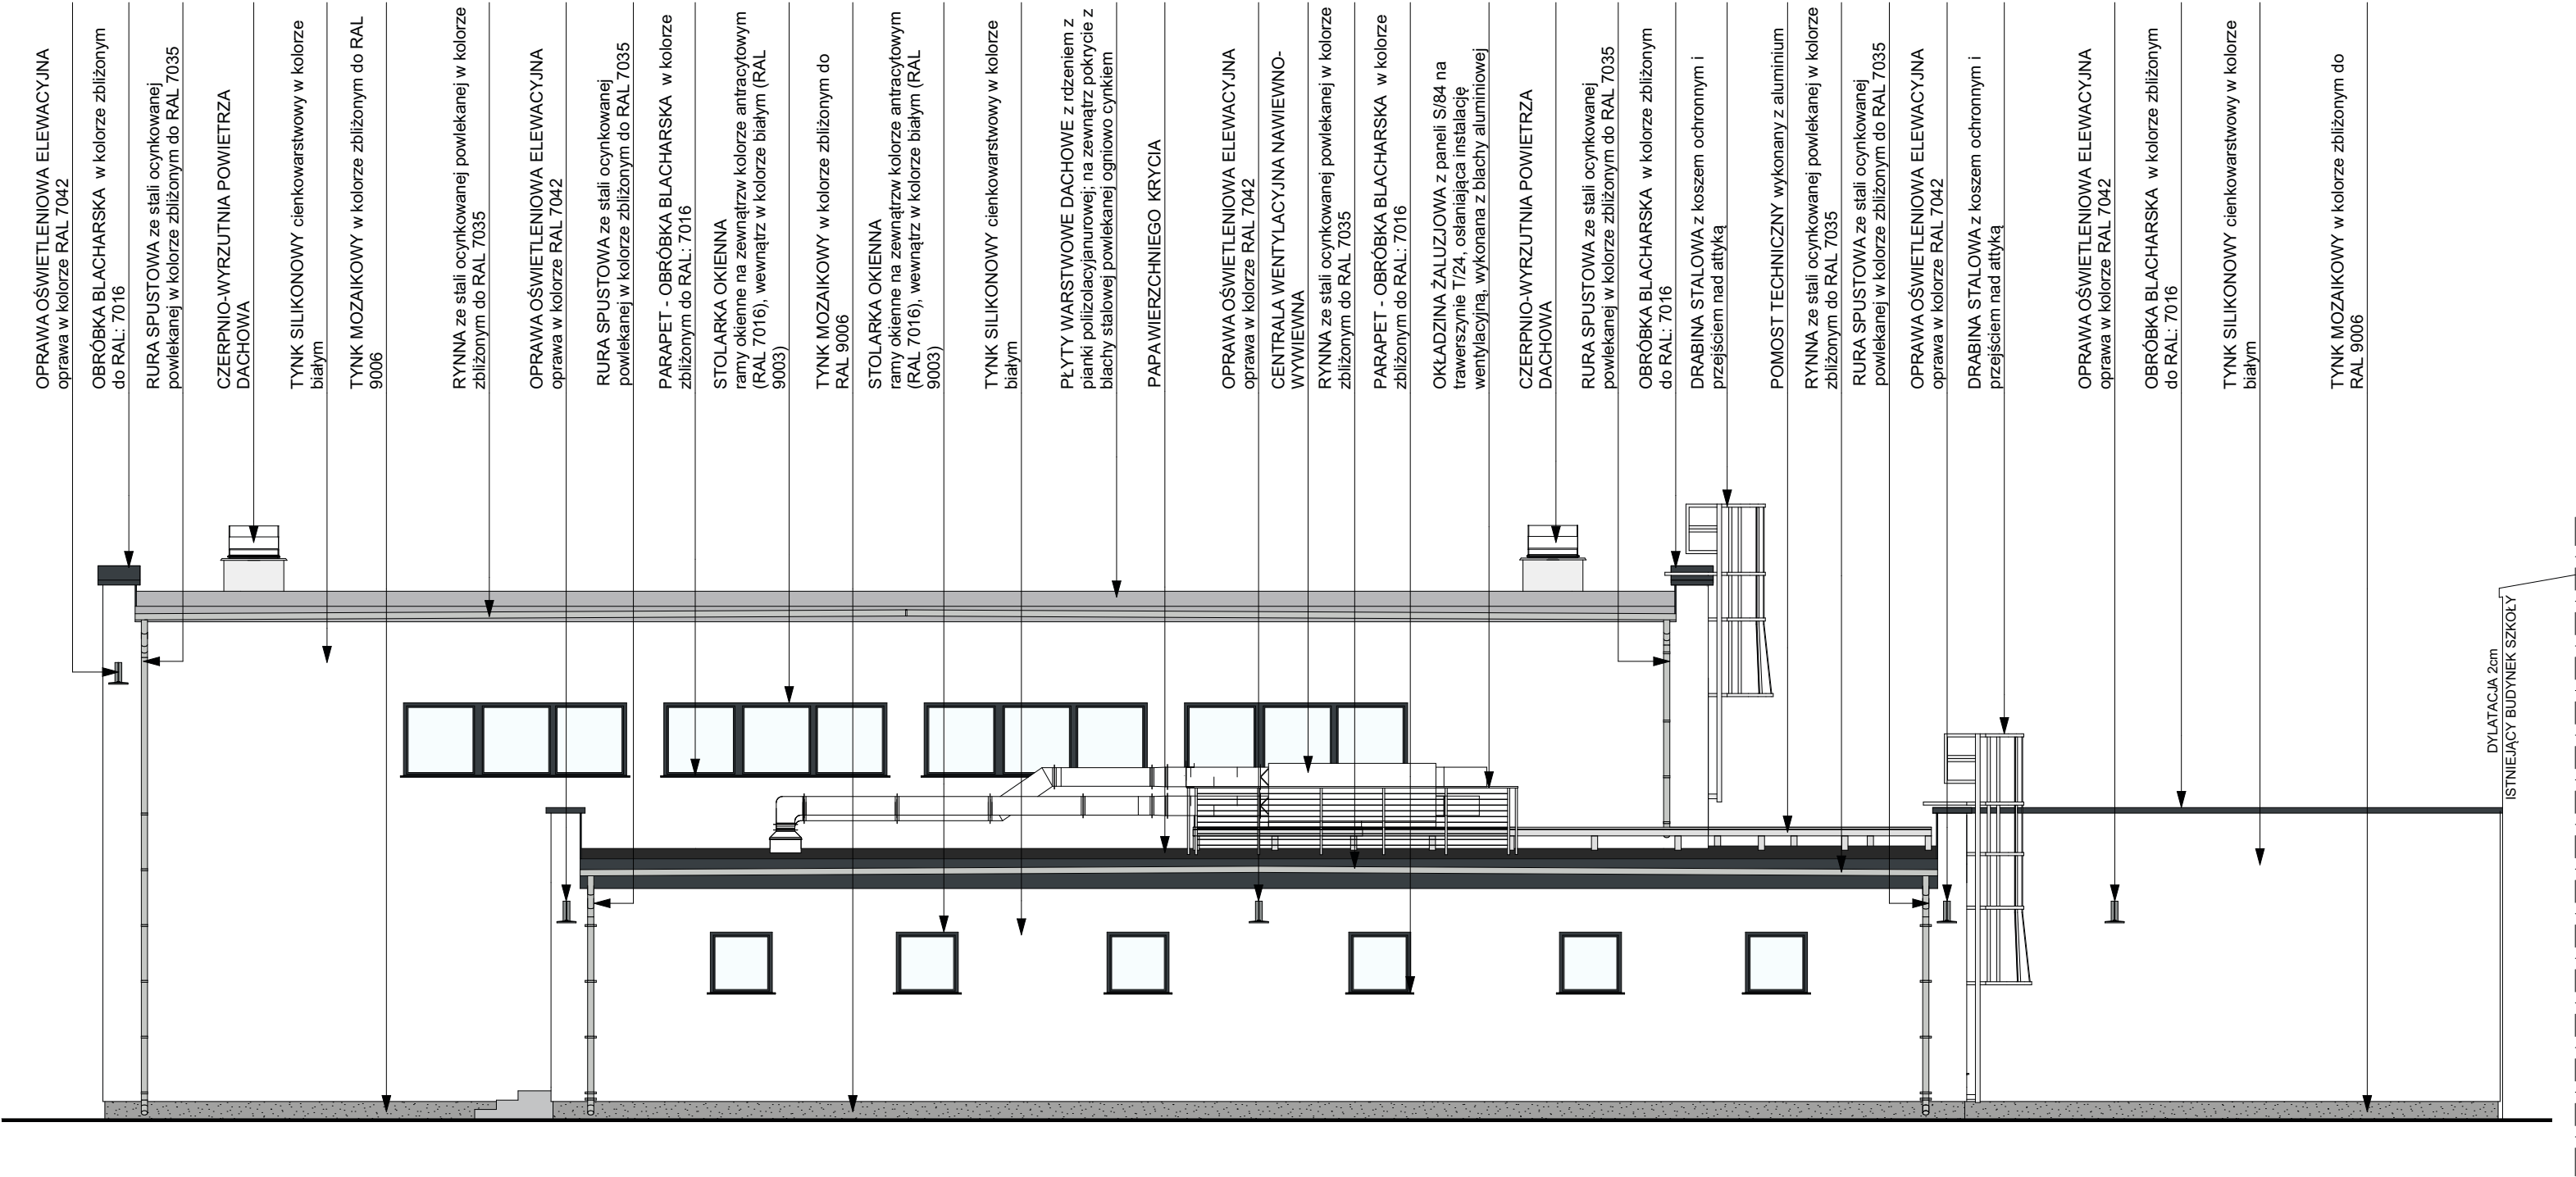 OPRAWA OŚWIETLENIOWA ELEWACYJNA
oprawa w kolorze RAL 7042
OBRÓBKA BLACHARSKA w kolorze zbliżonym
do RAL: 7016
RURA SPUSTOWA ze stali ocynkowanej
powlekanej w kolorze zbliżonym do RAL 7035
CZERPNIO-WYRZUTNIA POWIETRZA
DACHOWA
TYNK SILIKONOWY cienkowarstwowy w kolorze
białym
TYNK MOZAIKOWY w kolorze zbliżonym do RAL
9006
RYNNA ze stali ocynkowanej powlekanej w kolorze
zbliżonym do RAL 7035
OPRAWA OŚWIETLENIOWA ELEWACYJNA
oprawa w kolorze RAL 7042
RURA SPUSTOWA ze stali ocynkowanej
powlekanej w kolorze zbliżonym do RAL 7035
PARAPET - OBRÓBKA BLACHARSKA w kolorze
zbliżonym do RAL: 7016
STOLARKA OKIENNA
ramy okienne na zewnątrzw kolorze antracytowym
(RAL 7016), wewnątrz w kolorze białym (RAL
9003)
TYNK MOZAIKOWY w kolorze zbliżonym do
RAL 9006
STOLARKA OKIENNA
ramy okienne na zewnątrzw kolorze antracytowym
(RAL 7016), wewnątrz w kolorze białym (RAL
9003)
TYNK SILIKONOWY cienkowarstwowy w kolorze
białym
PŁYTY WARSTWOWE DACHOWE z rdzeniem z
pianki poliizolacyjanurowej; na zewnątrz pokrycie z
blachy stalowej powlekanej ogniowo cynkiem
PAPA WIERZCHNIEGO KRYCIA
OPRAWA OŚWIETLENIOWA ELEWACYJNA
oprawa w kolorze RAL 7042
CENTRALA WENTYLACYJNA NAWIEWNO-
WYWIEWNA
RYNNA ze stali ocynkowanej powlekanej w kolorze
zbliżonym do RAL 7035
PARAPET - OBRÓBKA BLACHARSKA w kolorze
zbliżonym do RAL: 7016
OKŁADZINA ŻALUZJOWA z paneli S/84 na
trawerszynie T/24, osłaniająca instalację
wentylacyjną, wykonana z blachy aluminiowej
CZERPNIO-WYRZUTNIA POWIETRZA
DACHOWA
RURA SPUSTOWA ze stali ocynkowanej
powlekanej w kolorze zbliżonym do RAL 7035
OBRÓBKA BLACHARSKA w kolorze zbliżonym
do RAL: 7016
DRABINA STALOWA z koszem ochronnym i
przejściem nad attyką
POMOST TECHNICZNY wykonany z aluminium
RYNNA ze stali ocynkowanej powlekanej w kolorze
zbliżonym do RAL 7035
RURA SPUSTOWA ze stali ocynkowanej
powlekanej w kolorze zbliżonym do RAL 7035
OPRAWA OŚWIETLENIOWA ELEWACYJNA
oprawa w kolorze RAL 7042
DRABINA STALOWA z koszem ochronnym i
przejściem nad attyką
OPRAWA OŚWIETLENIOWA ELEWACYJNA
oprawa w kolorze RAL 7042
OBRÓBKA BLACHARSKA w kolorze zbliżonym
do RAL: 7016
TYNK SILIKONOWY cienkowarstwowy w kolorze
białym
TYNK MOZAIKOWY w kolorze zbliżonym do
RAL 9006
DYLATACJA 2cm
ISTNIEJĄCY BUDYNEK SZKOŁY